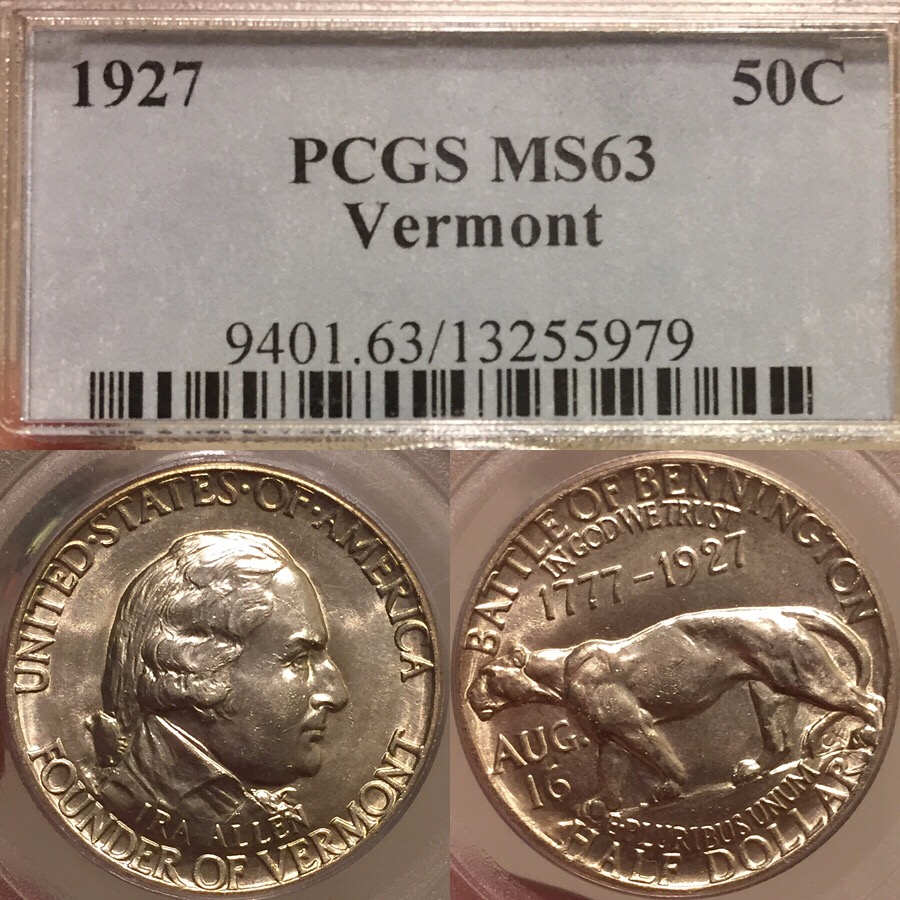 1927 50C
PCGS MS63
Vermont
9401.63/13255979
UNITED·STATES·OF·AMERICA
IRA ALLEN
FOUNDER OF VERMONT
BATTLE OF BENNINGTON
IN GOD WE TRUST
1777-1927
AUG.
16
E·PLURIBUS UNUM
HALF DOLLAR